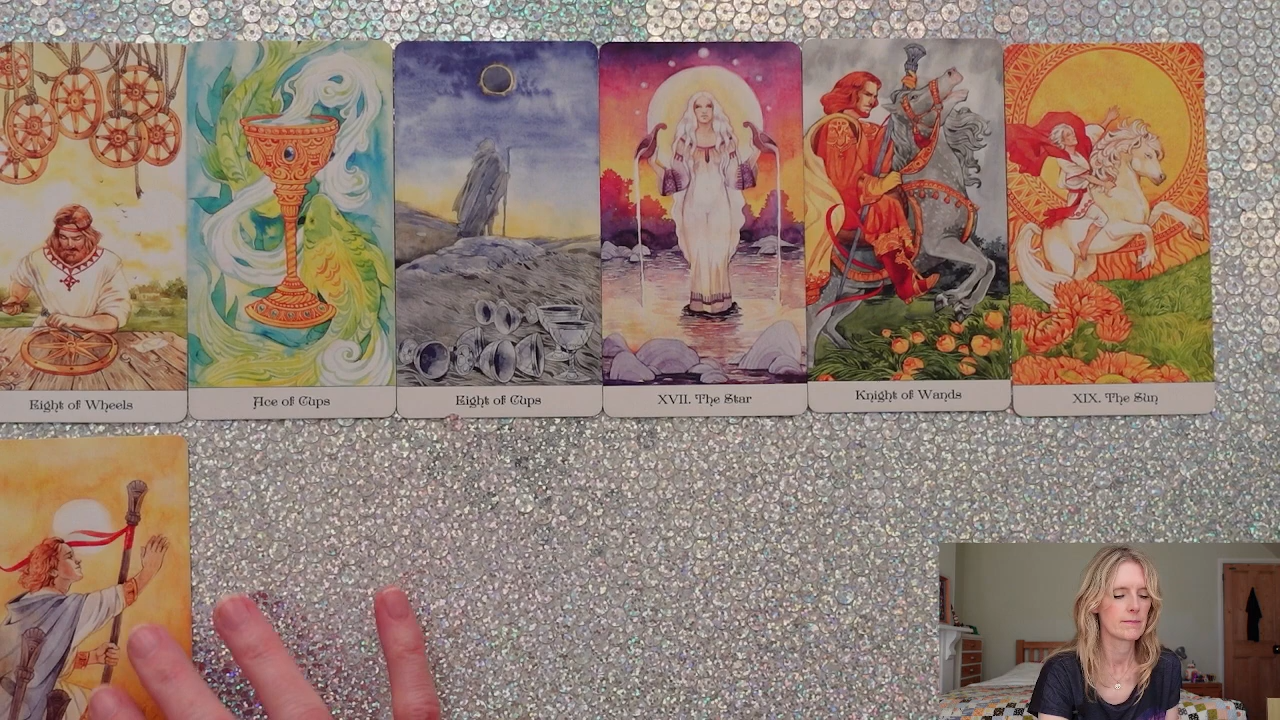 Eight of Wheels
Ace of Cups
Eight of Cups
XVII. The Star
Knight of Wands
XIX. The Sun